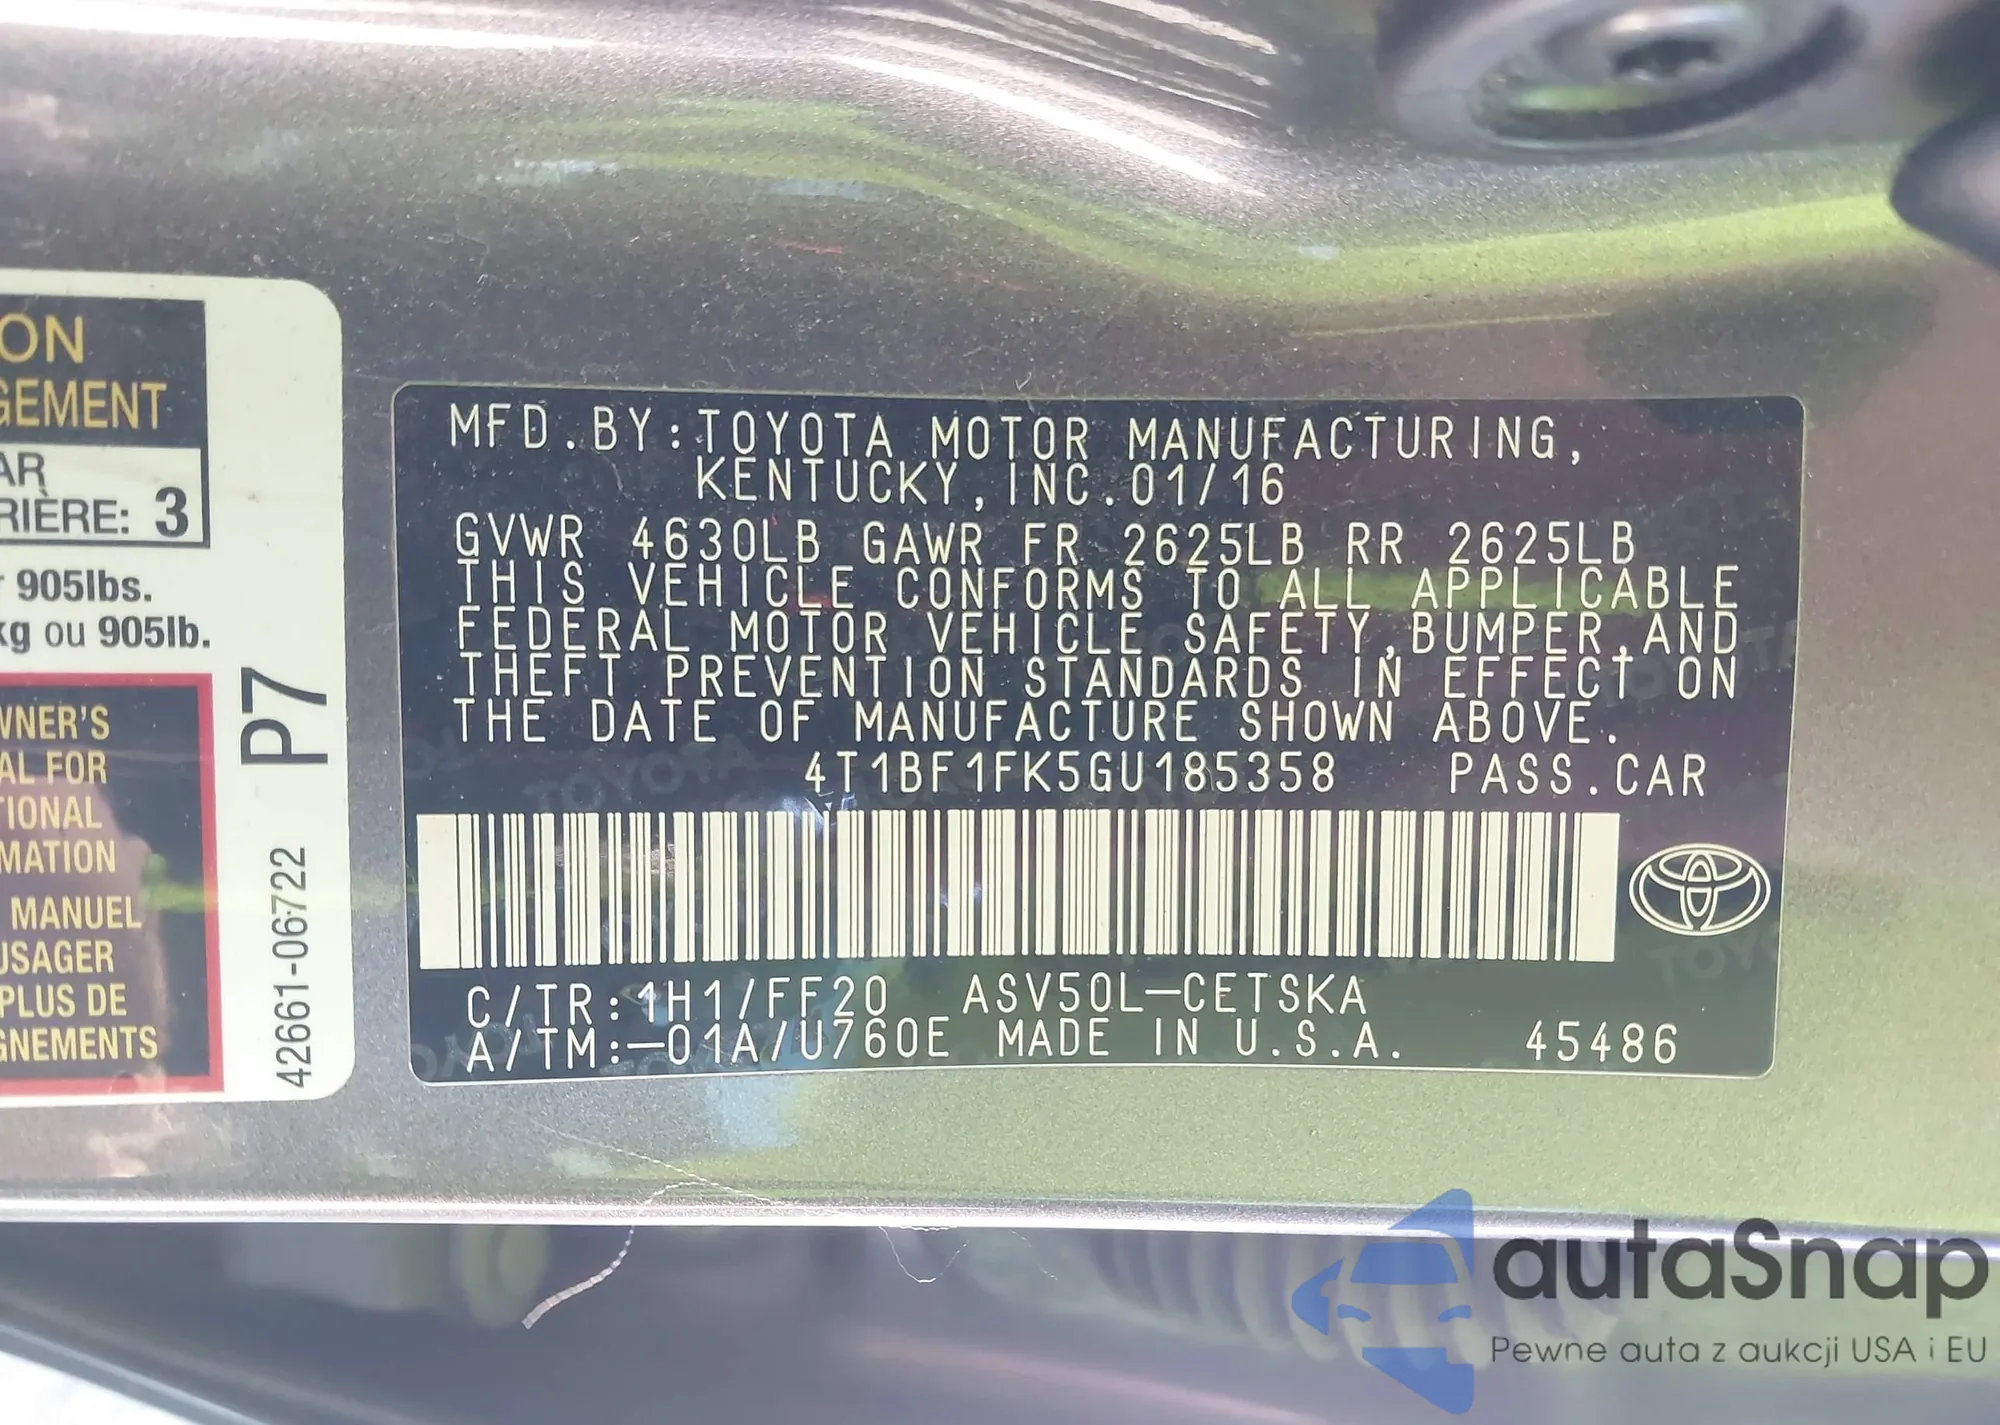 ON
GEMENT
AR
RIÈRE: 3
905lbs.
kg ou 905lb.
WNER'S
AL FOR
TIONAL
MATION
MANUEL
USAGER
PLUS DE
GNEMENTS
P7
42661-06722
MFD.BY:TOYOTA MOTOR MANUFACTURING,
KENTUCKY,INC.01/16
GVWR 4630LB GAWR FR 2625LB RR 2625LB
THIS VEHICLE CONFORMS TO ALL APPLICABLE
FEDERAL MOTOR VEHICLE SAFETY,BUMPER,AND
THEFT PREVENTION STANDARDS IN EFFECT ON
THE DATE OF MANUFACTURE SHOWN ABOVE.
4T1BF1FK5GU185358 PASS.CAR
C/TR:1H1/FF20 ASV50L-CETSKA
A/TM:-01A/U760E MADE IN U.S.A. 45486
autaSnap
Pewne auta z aukcji USA i EU